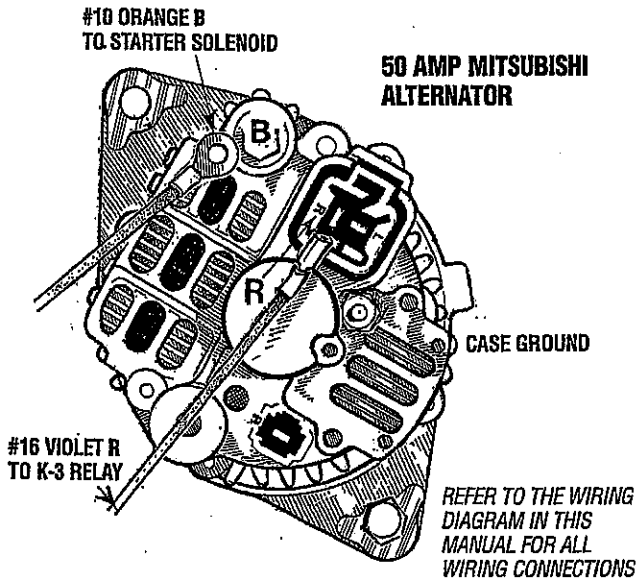 #10 ORANGE B
TO STARTER SOLENOID
50 AMP MITSUBISHI
ALTERNATOR
B
R
R
CASE GROUND
#16 VIOLET R
TO K-3 RELAY
REFER TO THE WIRING
DIAGRAM IN THIS
MANUAL FOR ALL
WIRING CONNECTIONS